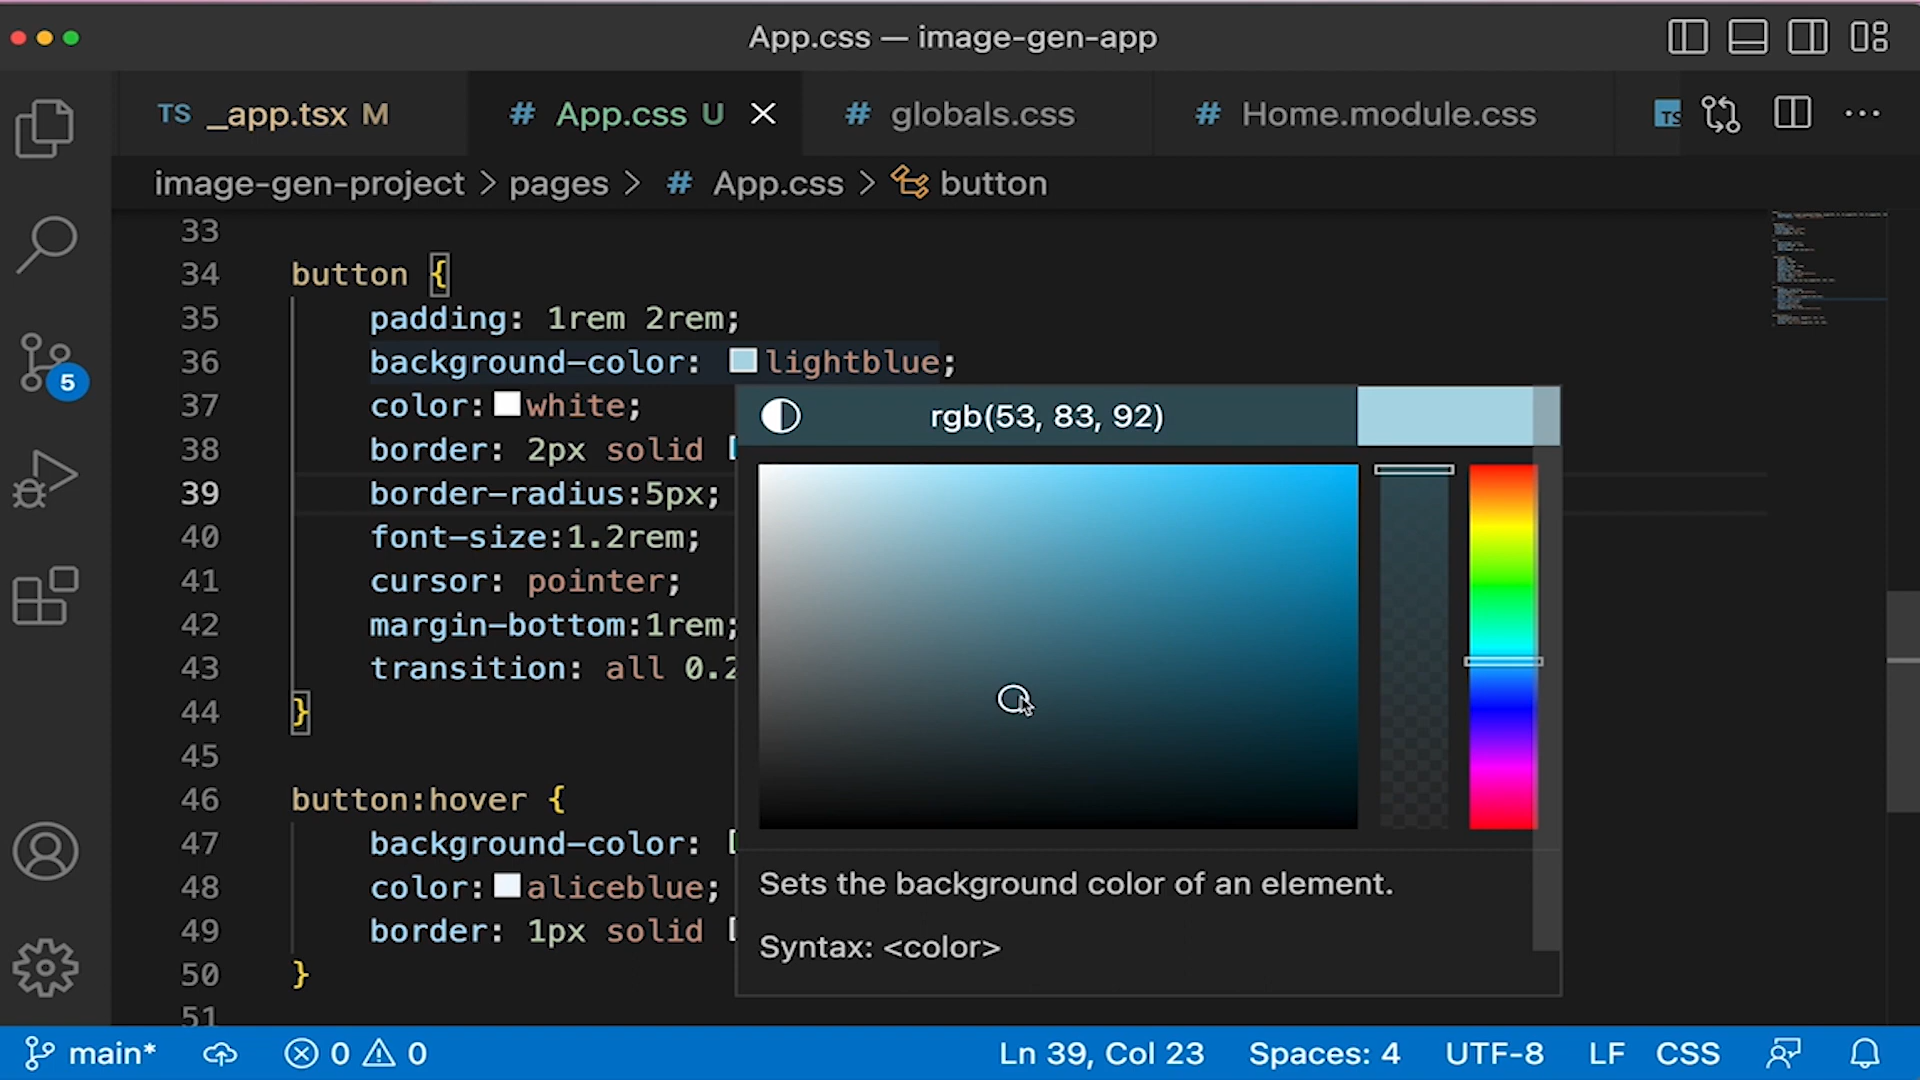 App.css — image-gen-app
TS _app.tsx M
# App.css U
# globals.css
# Home.module.css
TS
image-gen-project > pages > # App.css > button
33
34 button {
35 padding: 1rem 2rem;
36 background-color: lightblue;
37 color: white;
38 border: 2px solid
39 border-radius:5px;
40 font-size:1.2rem;
41 cursor: pointer;
42 margin-bottom:1rem;
43 transition: all 0.2
44 }
45
46 button:hover {
47 background-color:
48 color: aliceblue;
49 border: 1px solid
50 }
51
5
rgb(53, 83, 92)
Sets the background color of an element.
Syntax: <color>
main* 0 0 Ln 39, Col 23 Spaces: 4 UTF-8 LF CSS